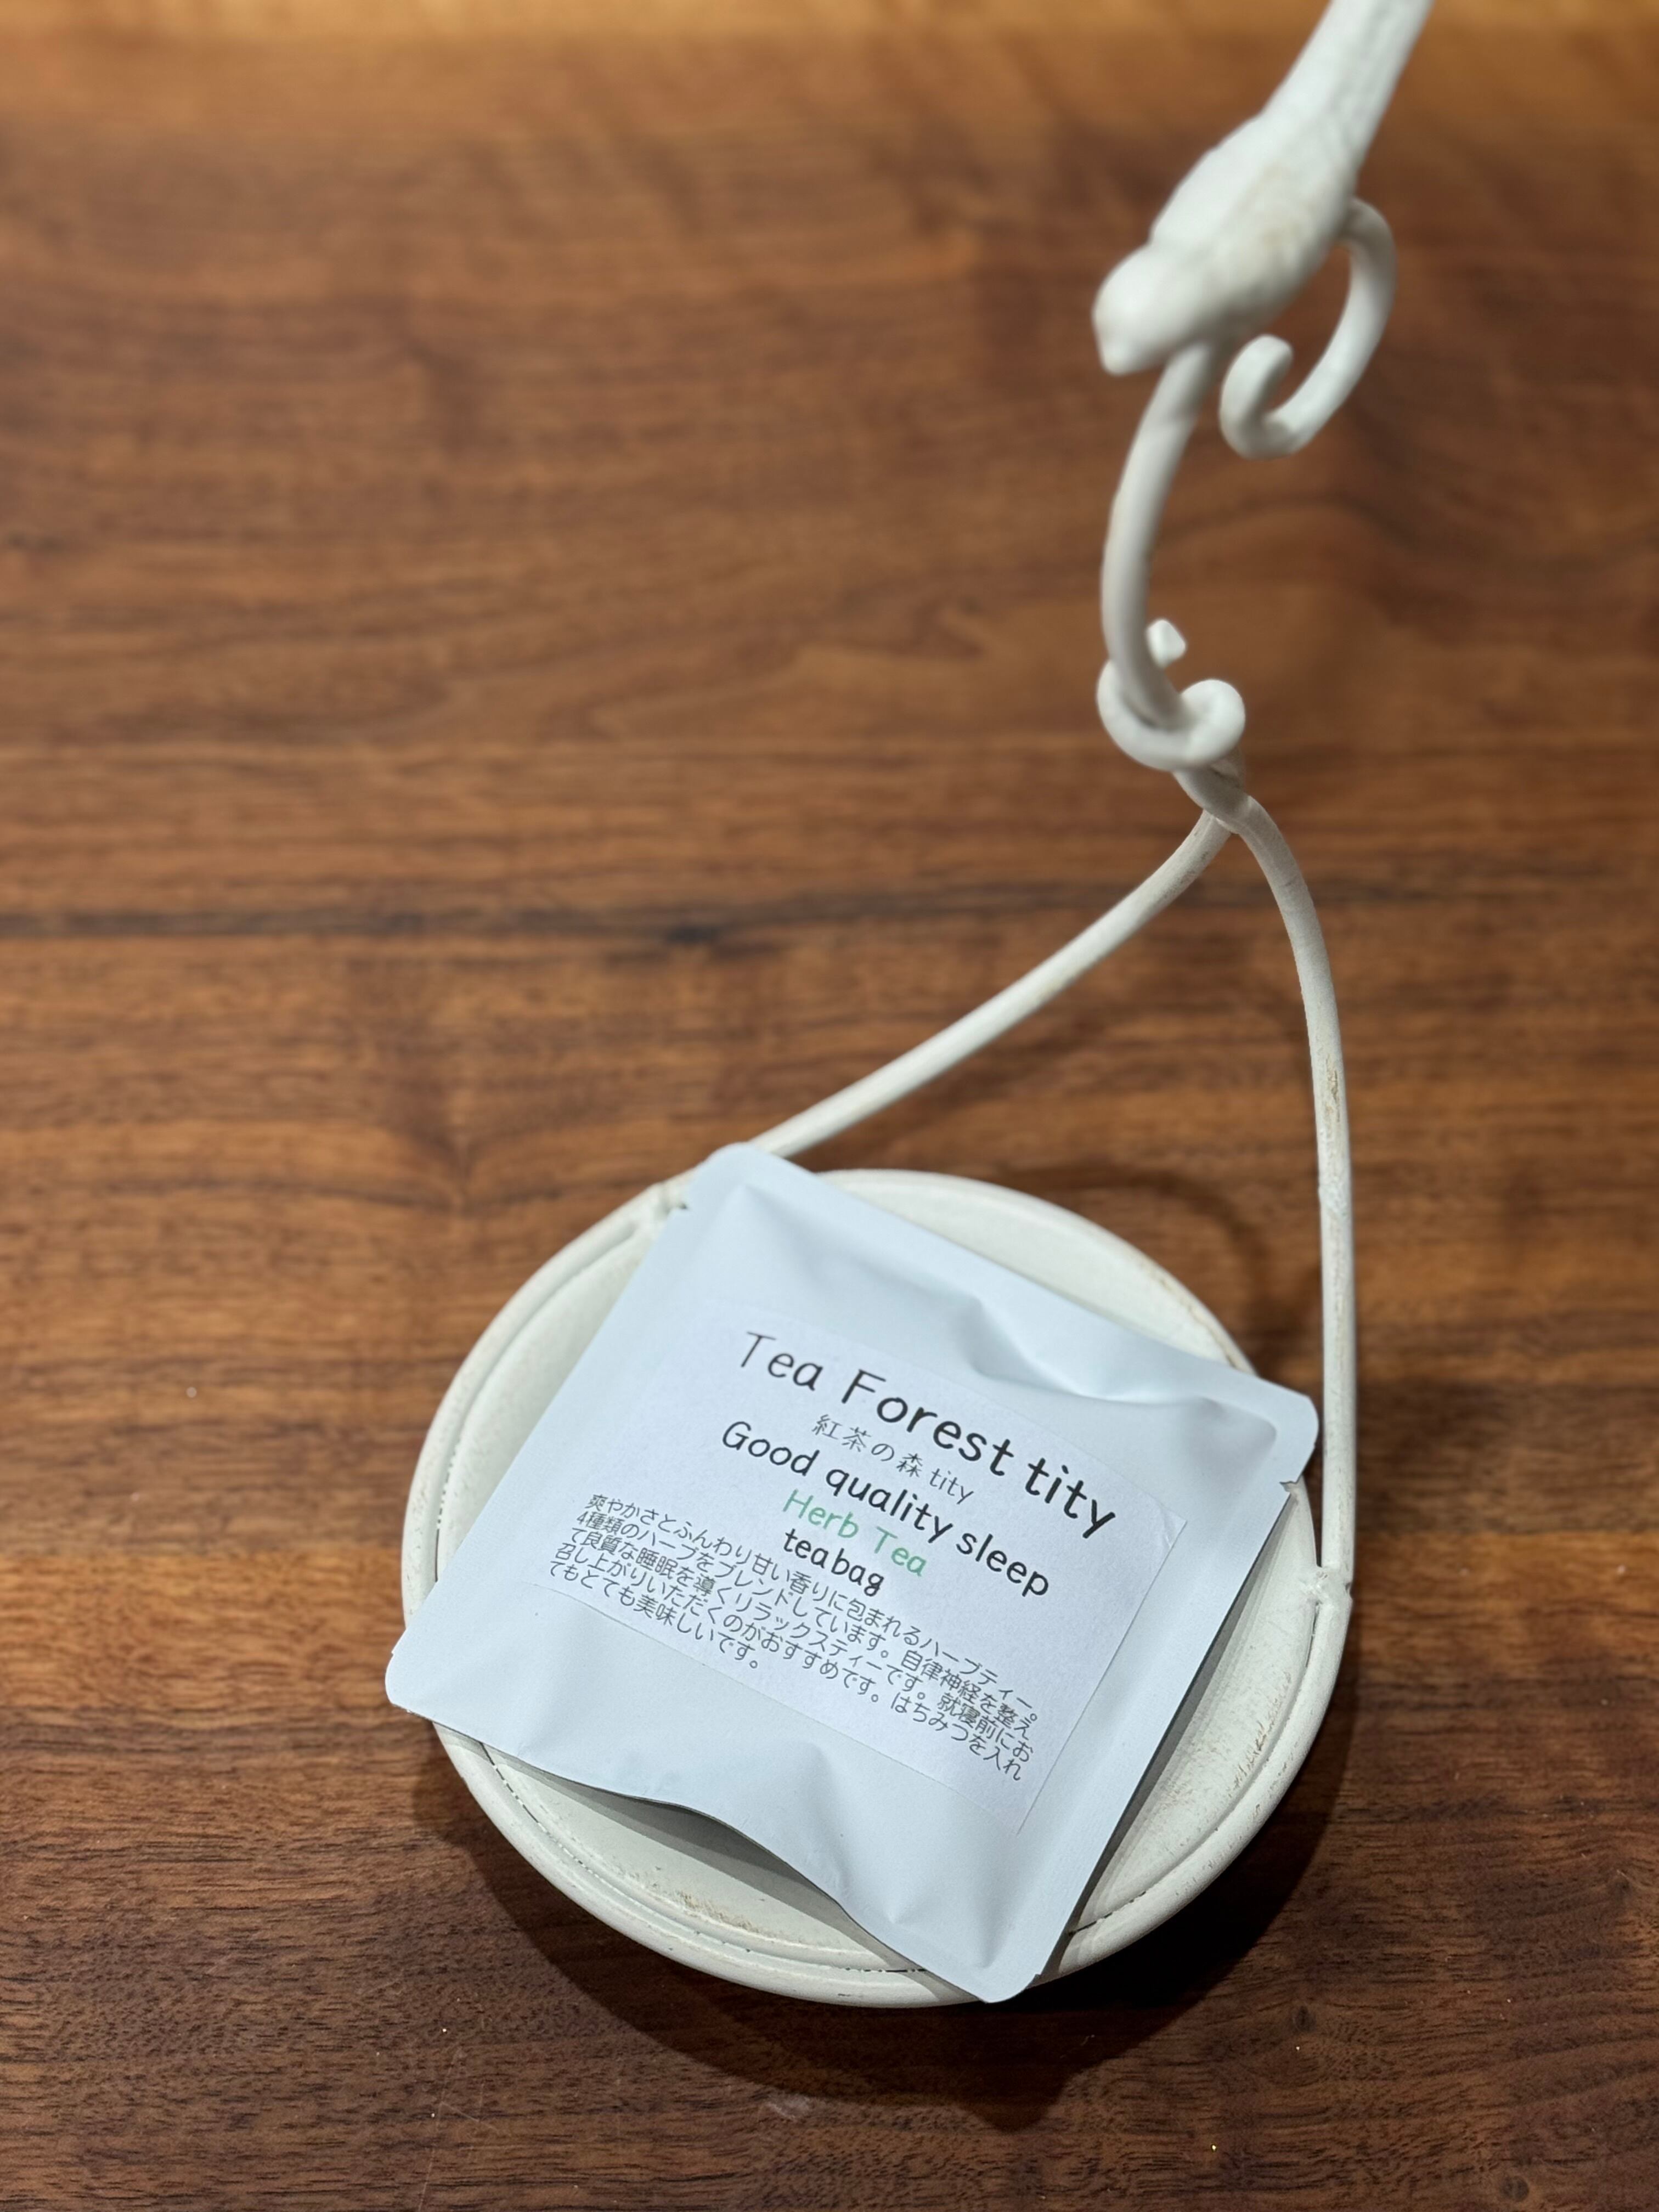 Tea Forest tity
紅茶の森 tity
Good quality sleep
Herb Tea
teabag
爽やかさとふんわり甘い香りに包まれるハーブティー。
4種類のハーブをブレンドしています。自律神経を整え
て良質な睡眠を導くリラックスティーです。就寝前にお
召し上がりいただくのがおすすめです。はちみつを入れ
てもとても美味しいです。